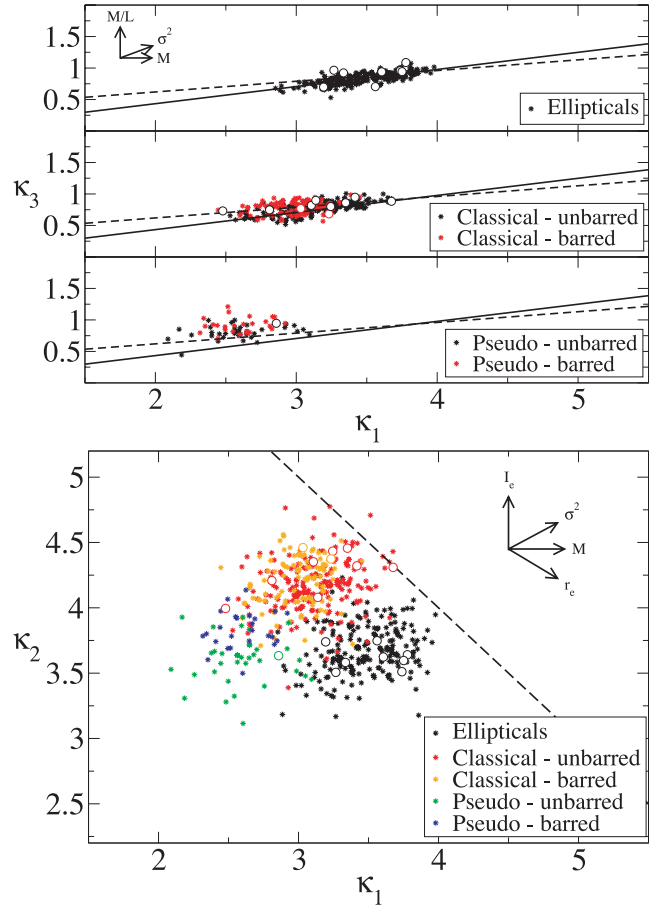 M/L
σ²
M
1.5
1
0.5
Ellipticals
κ₃
1.5
1
0.5
Classical - unbarred
Classical - barred
1.5
1
0.5
Pseudo - unbarred
Pseudo - barred
2 3 4 5
κ₁
5
4.5
4
3.5
3
2.5
κ₂
Iₑ
σ²
M
rₑ
Ellipticals
Classical - unbarred
Classical - barred
Pseudo - unbarred
Pseudo - barred
2 3 4 5
κ₁